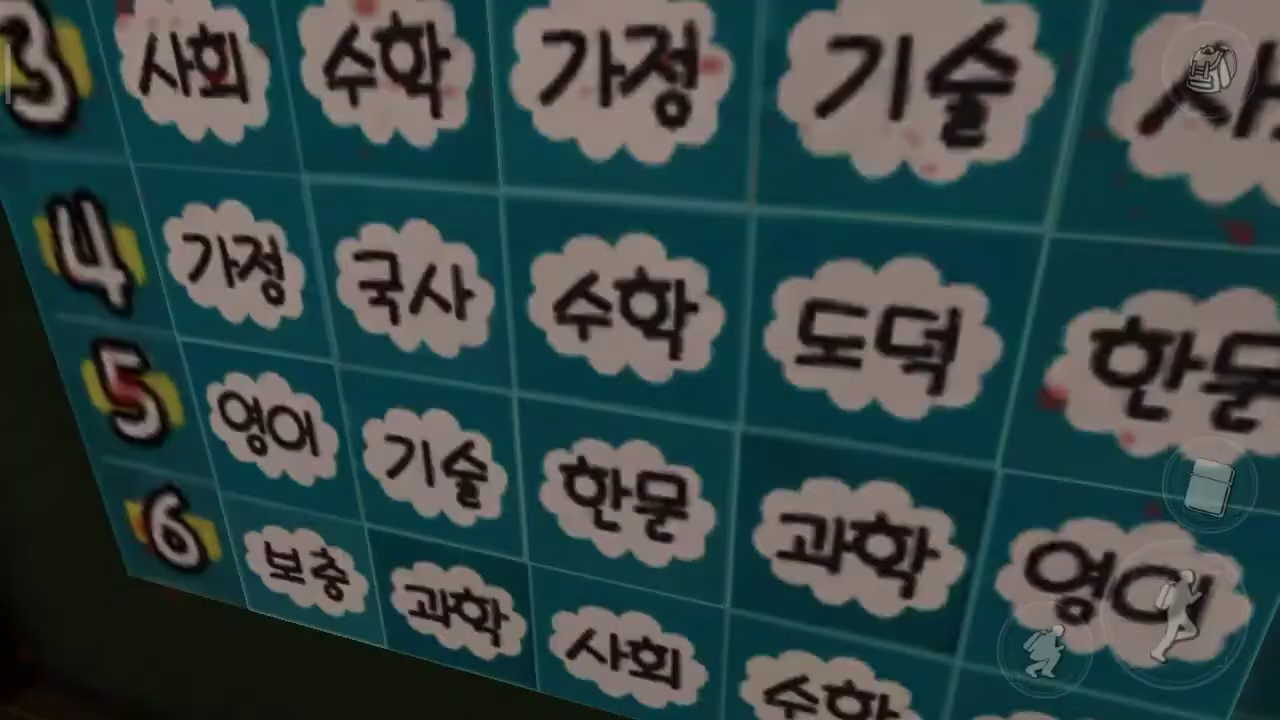 3 사회 수학 가정 기술
4 가정 국사 수학 도덕 한문
5 영어 기술 한문 과학 영어
6 보충 과학 사회 수학